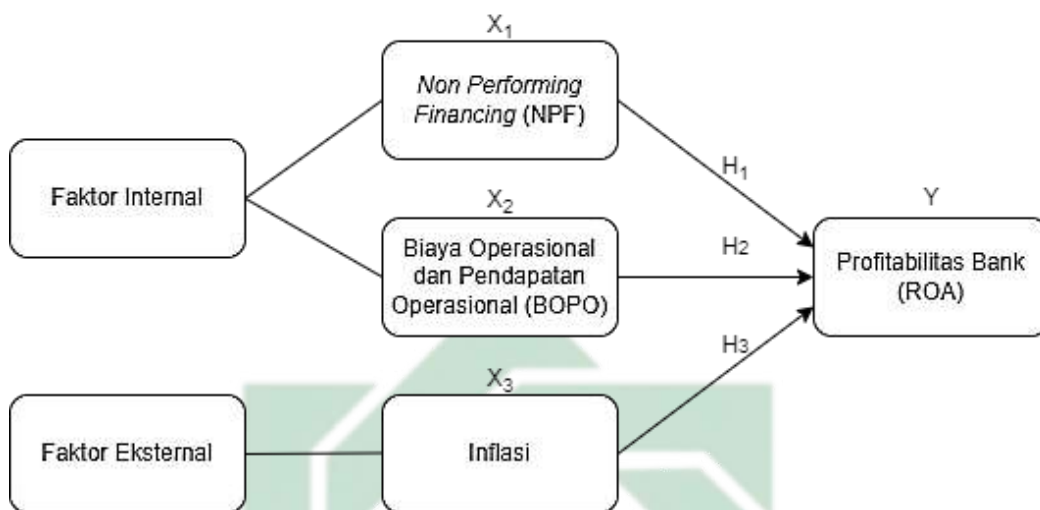 X₁
Non Performing
Financing (NPF)
Faktor Internal
H₁
X₂
Biaya Operasional
dan Pendapatan
Operasional (BOPO)
H2
Y
Profitabilitas Bank
(ROA)
H3
X₃
Faktor Eksternal
Inflasi